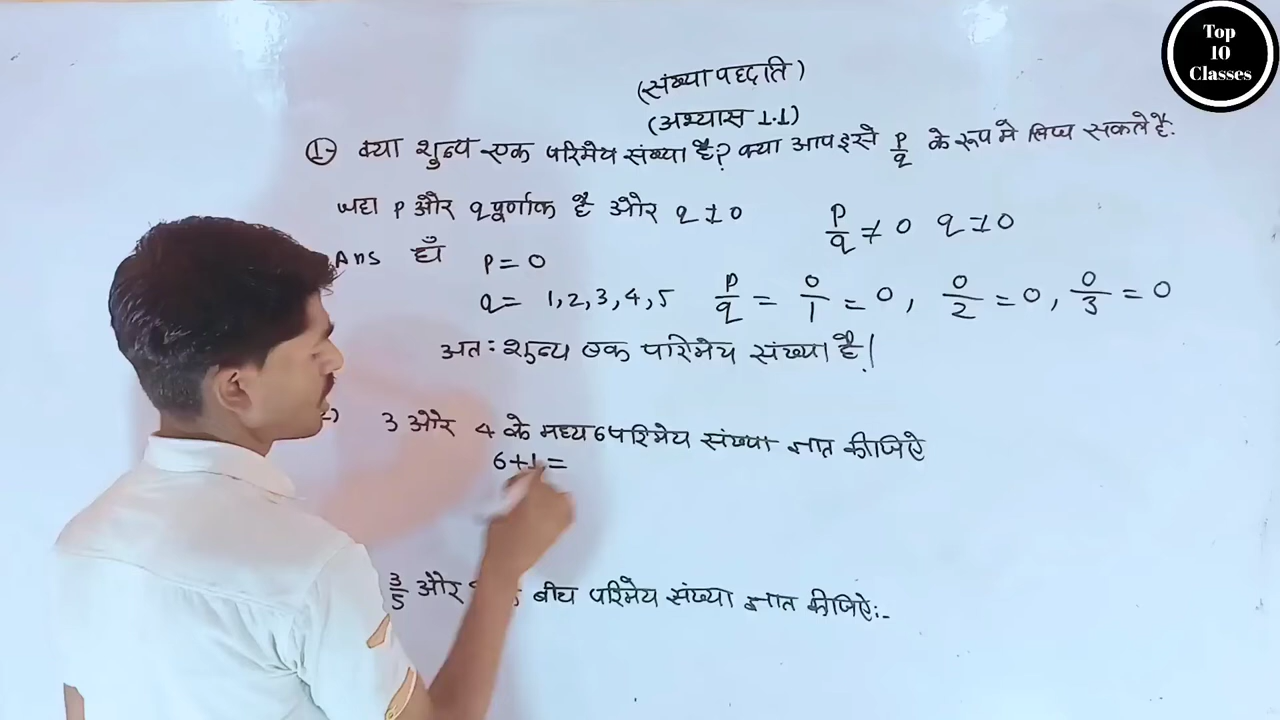 Top
10
Classes
(संख्या पद्दति)
(अभ्यास 1.1)
1- क्या शुन्य एक परिमेय संख्या है? क्या आप इसे p/q के रूप मे लिख सकते है.
जहा p और q पूर्णांक है और q ≠ 0
p/q ≠ 0 q ≠ 0
Ans हाँ p = 0
q = 1,2,3,4,5 p/q = 0/1 = 0, 0/2 = 0, 0/3 = 0
अतः शुन्य एक परिमेय संख्या है!
3 और 4 के मध्य 6 परिमेय संख्या ज्ञात कीजिऐ
6+1=
3/5 और बीच परिमेय संख्या ज्ञात कीजिऐ:-